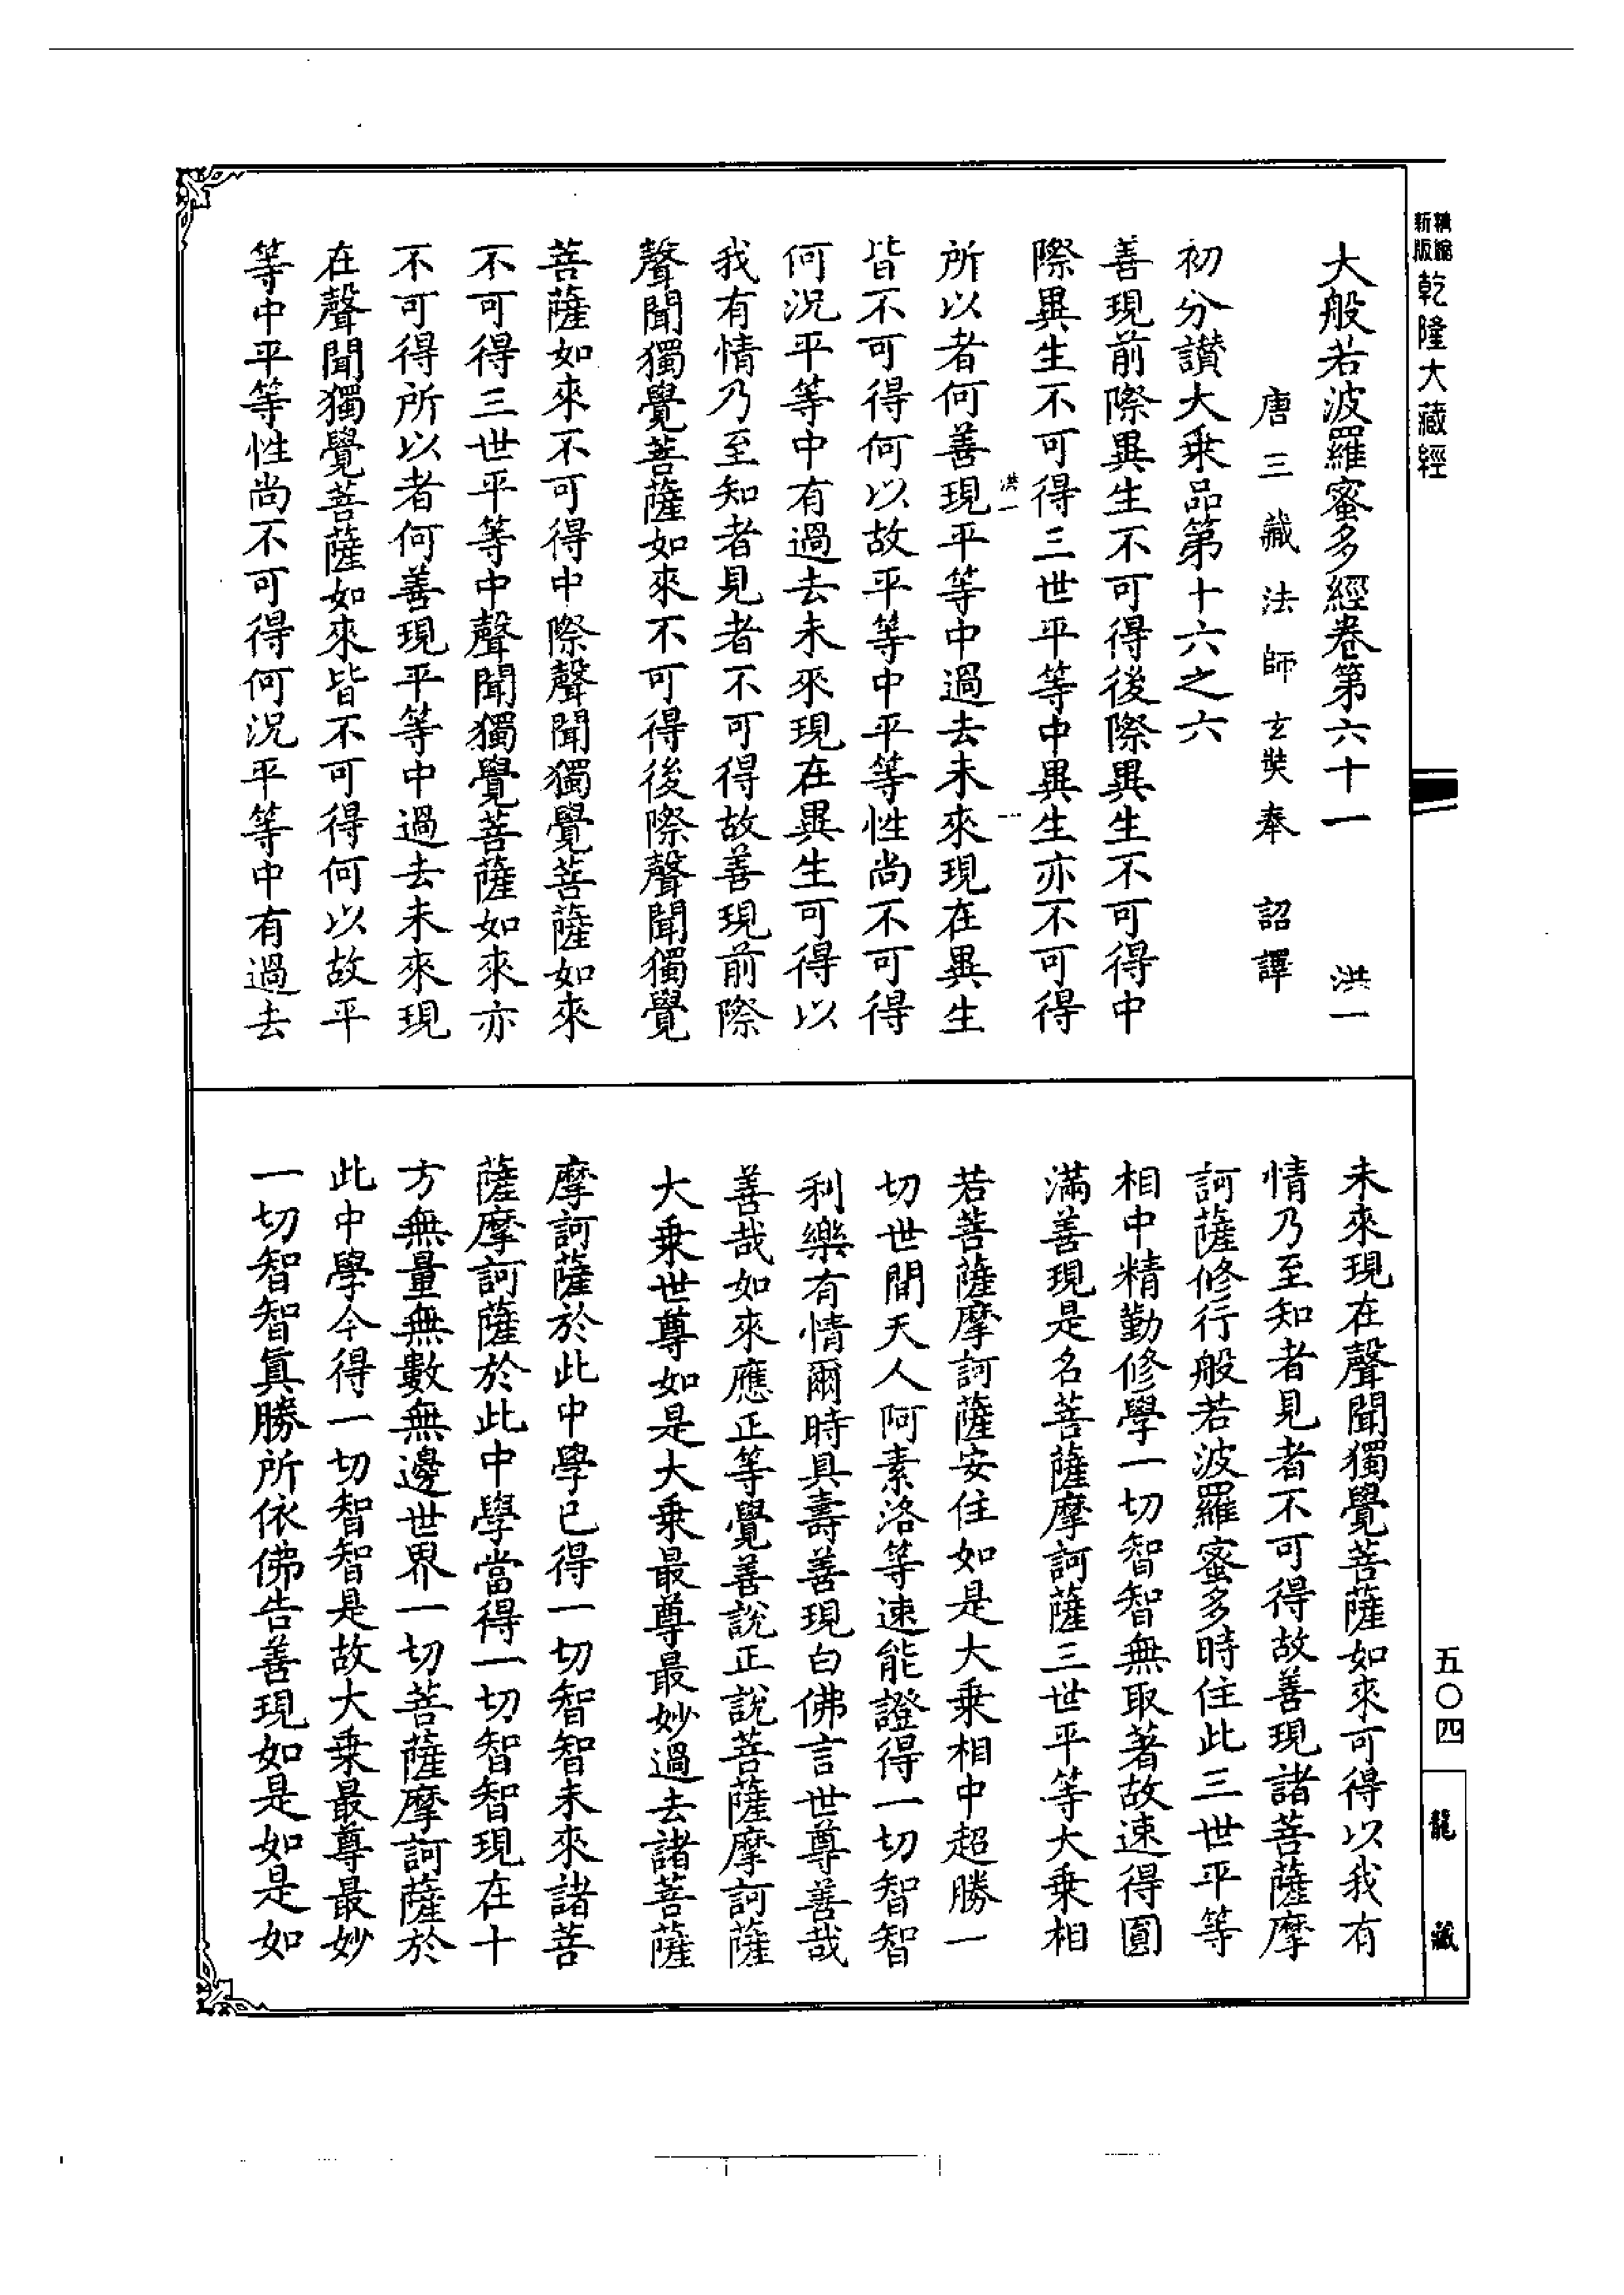 新版精縮乾隆大藏經
大般若波羅蜜多經卷第六十一 洪一
唐三藏法師玄奘奉 詔譯
初分讚大乘品第十六之六
善現前際異生不可得後際異生不可得中
際異生不可得三世平等中異生亦不可得
洪一
所以者何善現平等中過去未來現在異生
皆不可得何以故平等中平等性尚不可得
何況平等中有過去未來現在異生可得以
我有情乃至知者見者不可得故善現前際
聲聞獨覺菩薩如來不可得後際聲聞獨覺
菩薩如來不可得中際聲聞獨覺菩薩如來
不可得三世平等中聲聞獨覺菩薩如來亦
不可得所以者何善現平等中過去未來現
在聲聞獨覺菩薩如來皆不可得何以故平
等中平等性尚不可得何況平等中有過去
未來現在聲聞獨覺菩薩如來可得以我有
情乃至知者見者不可得故善現諸菩薩摩
訶薩修行般若波羅蜜多時住此三世平等
相中精勤修學一切智智無取著故速得圓
滿善現是名菩薩摩訶薩三世平等大乘相
若菩薩摩訶薩安住如是大乘相中超勝一
切世間天人阿素洛等速能證得一切智智
利樂有情爾時具壽善現白佛言世尊善哉
善哉如來應正等覺善說正說菩薩摩訶薩
大乘世尊如是大乘最尊最妙過去諸菩薩
摩訶薩於此中學已得一切智智未來諸菩
薩摩訶薩於此中學當得一切智智現在十
方無量無數無邊世界一切菩薩摩訶薩於
此中學今得一切智智是故大乘最尊最妙
一切智智眞勝所依佛告善現如是如是如
五〇四
龍藏